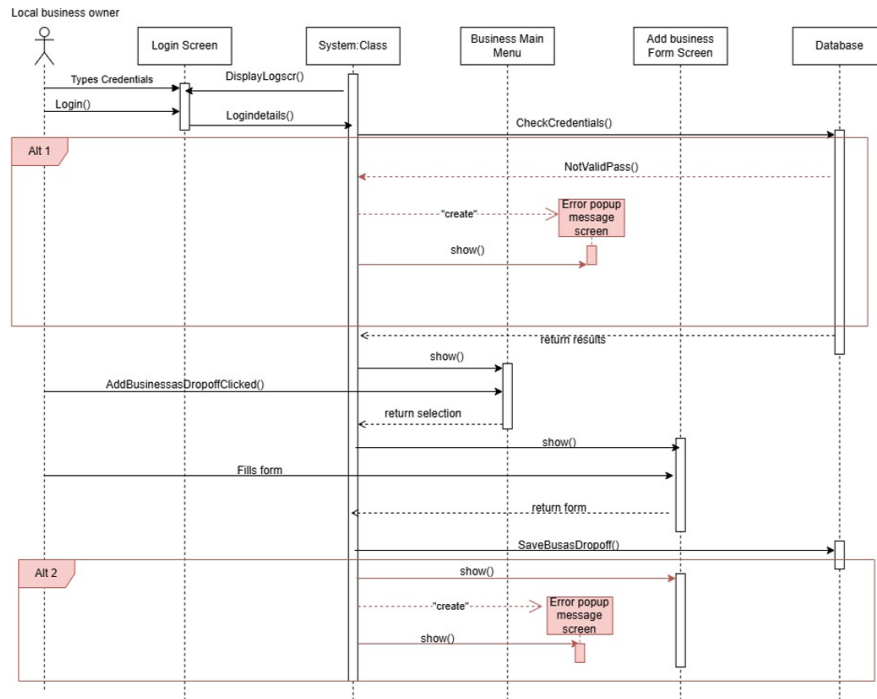 Local business owner
Login Screen
System:Class
Business Main
Menu
Add business
Form Screen
Database
Types Credentials
DisplayLogscr()
Login()
Logindetails()
CheckCredentials()
Alt 1
NotValidPass()
"create"
Error popup
message
screen
show()
return results
show()
AddBusinessasDropoffClicked()
return selection
show()
Fills form
return form
SaveBusasDropoff()
Alt 2
show()
"create"
Error popup
message
screen
show()